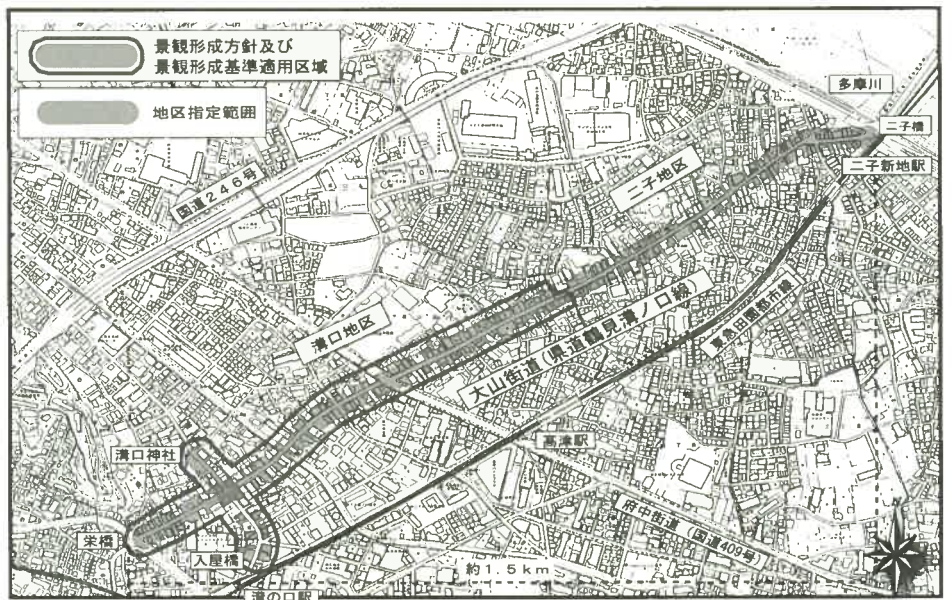 景観形成方針及び
景観形成基準適用区域
地区指定範囲
多摩川
二子橋
二子新地駅
国道246号
二子地区
溝口地区
大山街道(県道鶴見溝ノ口線)
東急田園都市線
高津駅
溝口神社
府中街道 国道409号
栄橋
入屋橋
約1.5km
溝の口駅